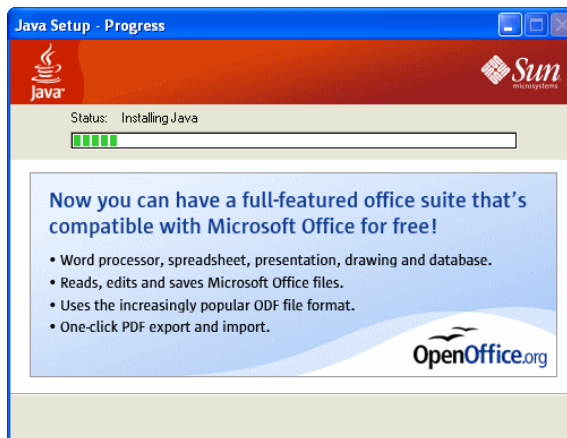 Java Setup - Progress
Java
Sun
microsystems
Status: Installing Java
Now you can have a full-featured office suite that's
compatible with Microsoft Office for free!
• Word processor, spreadsheet, presentation, drawing and database.
• Reads, edits and saves Microsoft Office files.
• Uses the increasingly popular ODF file format.
• One-click PDF export and import.
OpenOffice.org